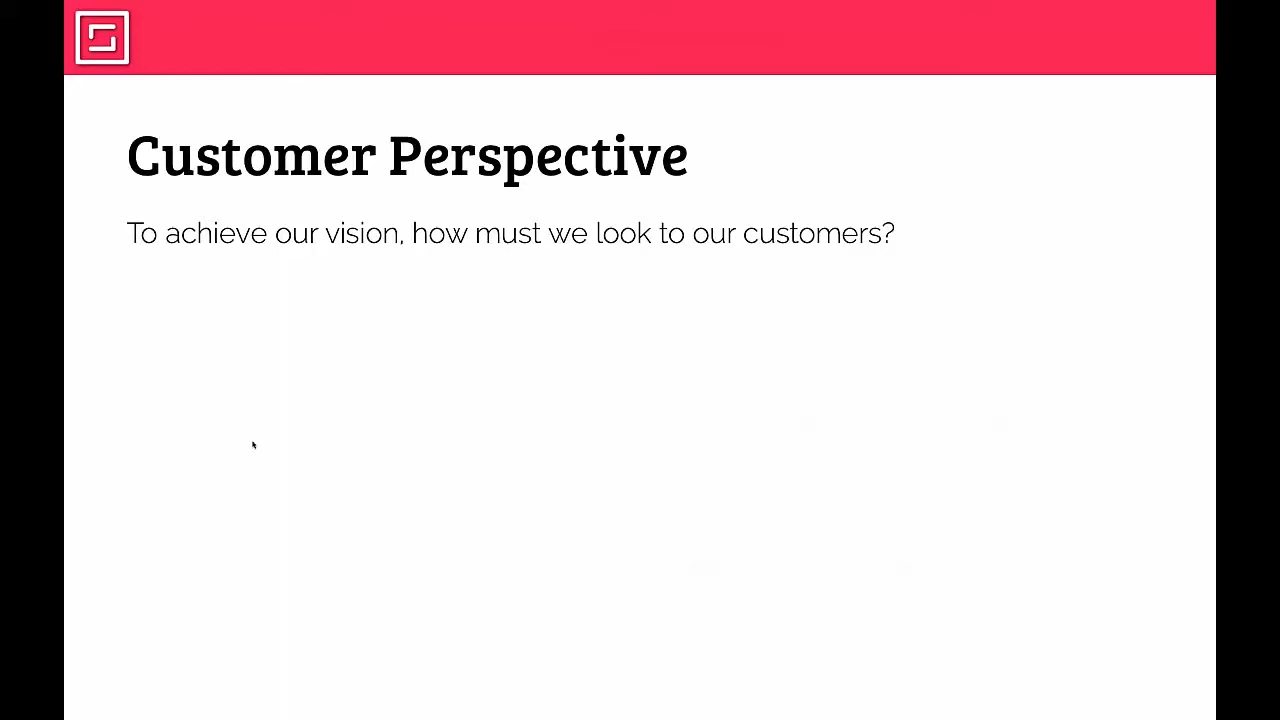 Customer Perspective
To achieve our vision, how must we look to our customers?